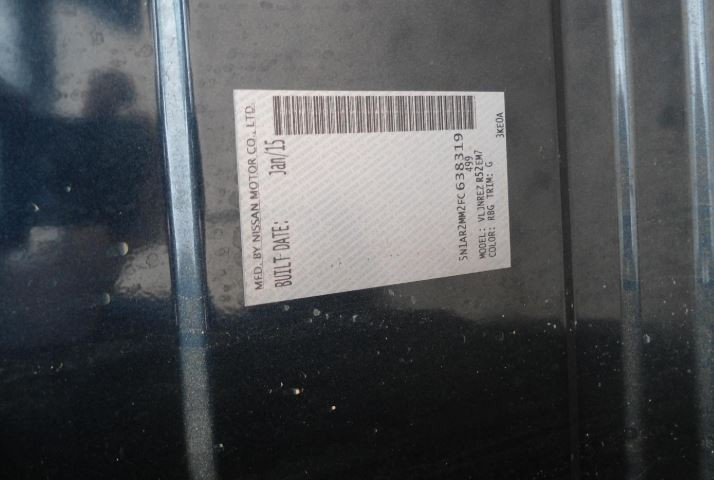 MFD. BY NISSAN MOTOR CO., LTD.
BUILT DATE: Jan/15
5N1AR2MM2FC638319
499
MODEL: VLJNREZ R52EM7
COLOR: RBG TRIM: G
3KE0A